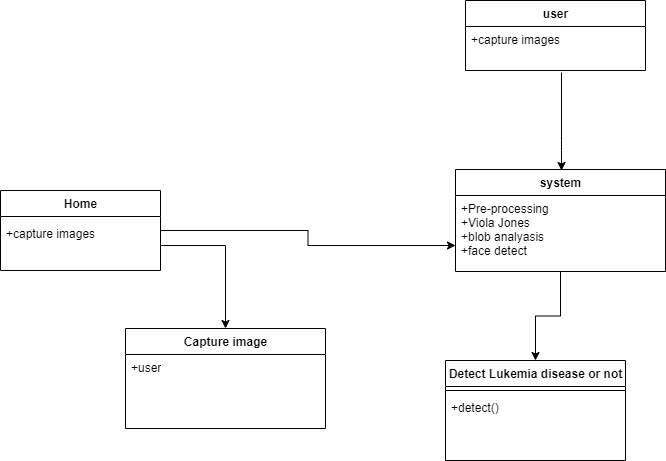 user
+capture images
system
+Pre-processing
+Viola Jones
+blob analyasis
+face detect
Home
+capture images
Capture image
+user
Detect Lukemia disease or not
+detect()